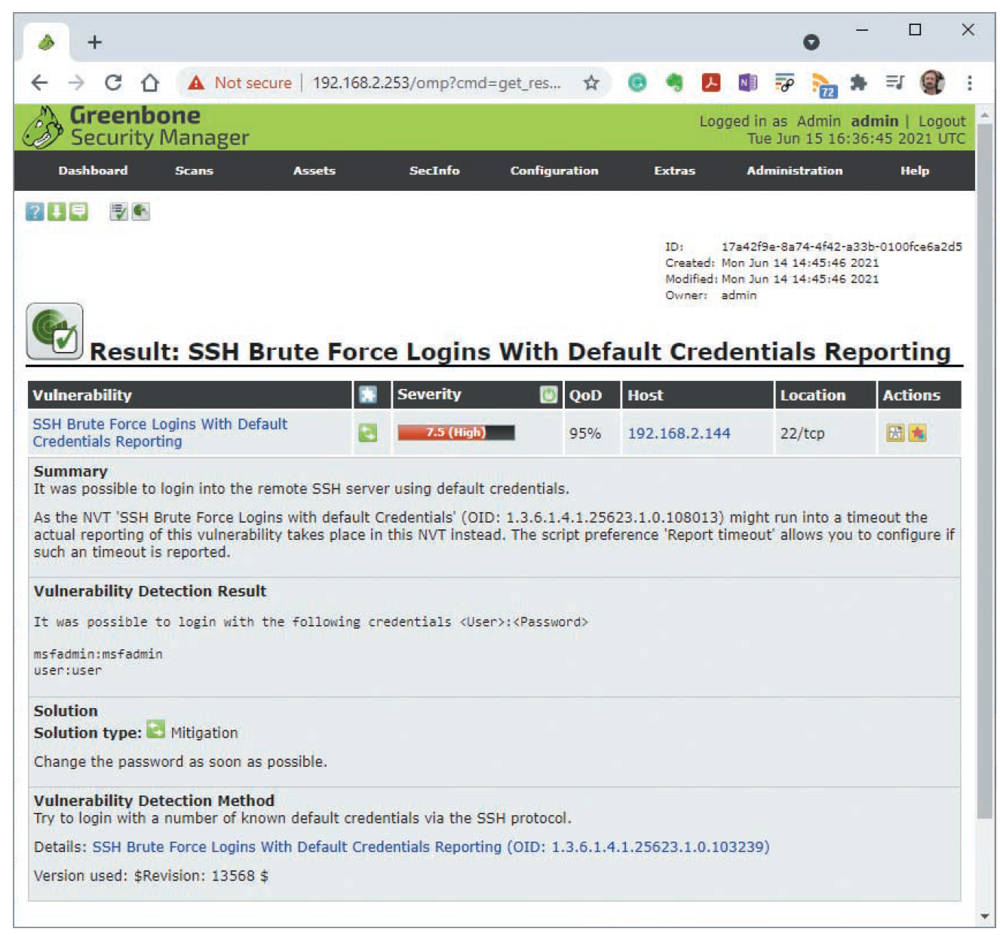 Not secure | 192.168.2.253/omp?cmd=get_res...
72
Greenbone
Security Manager
Logged in as Admin admin | Logout
Tue Jun 15 16:36:45 2021 UTC
Dashboard Scans Assets SecInfo Configuration Extras Administration Help
ID: 17a42f9e-8a74-4f42-a33b-0100fce6a2d5
Created: Mon Jun 14 14:45:46 2021
Modified: Mon Jun 14 14:45:46 2021
Owner: admin
Result: SSH Brute Force Logins With Default Credentials Reporting
Vulnerability Severity QoD Host Location Actions
SSH Brute Force Logins With Default
Credentials Reporting
7.5 (High) 95% 192.168.2.144 22/tcp
Summary
It was possible to login into the remote SSH server using default credentials.
As the NVT 'SSH Brute Force Logins with default Credentials' (OID: 1.3.6.1.4.1.25623.1.0.108013) might run into a timeout the
actual reporting of this vulnerability takes place in this NVT instead. The script preference 'Report timeout' allows you to configure if
such an timeout is reported.
Vulnerability Detection Result
It was possible to login with the following credentials <User>:<Password>
msfadmin:msfadmin
user:user
Solution
Solution type: Mitigation
Change the password as soon as possible.
Vulnerability Detection Method
Try to login with a number of known default credentials via the SSH protocol.
Details: SSH Brute Force Logins With Default Credentials Reporting (OID: 1.3.6.1.4.1.25623.1.0.103239)
Version used: $Revision: 13568 $